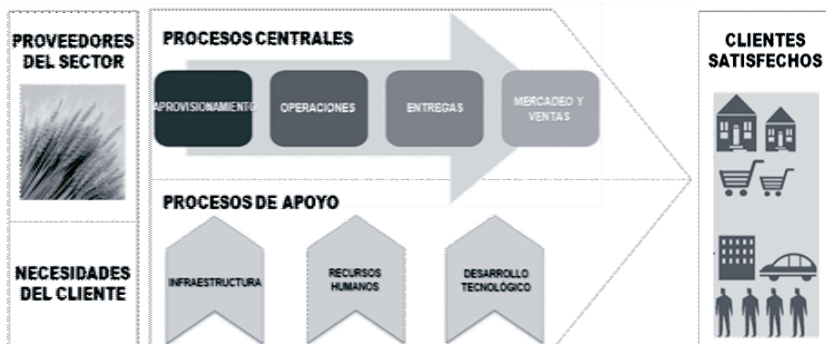 PROVEEDORES
DEL SECTOR
NECESIDADES
DEL CLIENTE
PROCESOS CENTRALES
APROVISIONAMIENTO
OPERACIONES
ENTREGAS
MERCADEO Y
VENTAS
PROCESOS DE APOYO
INFRAESTRUCTURA
RECURSOS
HUMANOS
DESARROLLO
TECNOLÓGICO
CLIENTES
SATISFECHOS